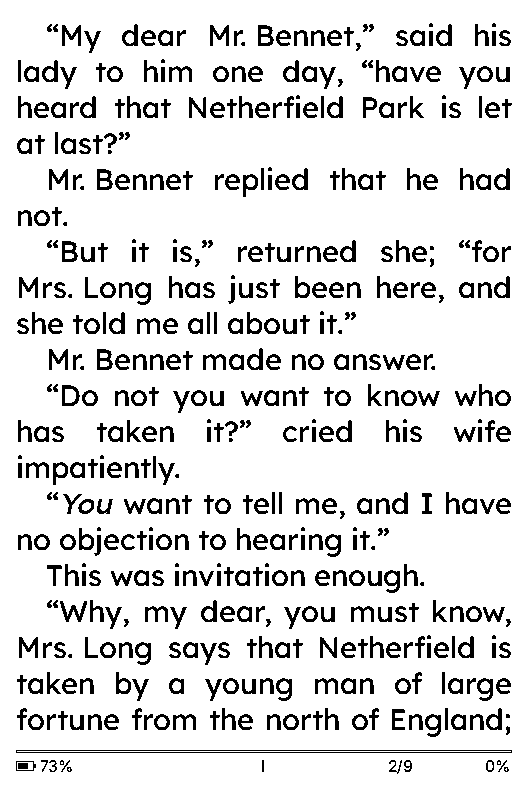 “My dear Mr. Bennet,” said his
lady to him one day, “have you
heard that Netherfield Park is let
at last?”
Mr. Bennet replied that he had
not.
“But it is,” returned she; “for
Mrs. Long has just been here, and
she told me all about it.”
Mr. Bennet made no answer.
“Do not you want to know who
has taken it?” cried his wife
impatiently.
“You want to tell me, and I have
no objection to hearing it.”
This was invitation enough.
“Why, my dear, you must know,
Mrs. Long says that Netherfield is
taken by a young man of large
fortune from the north of England;
73% I 2/9 0%